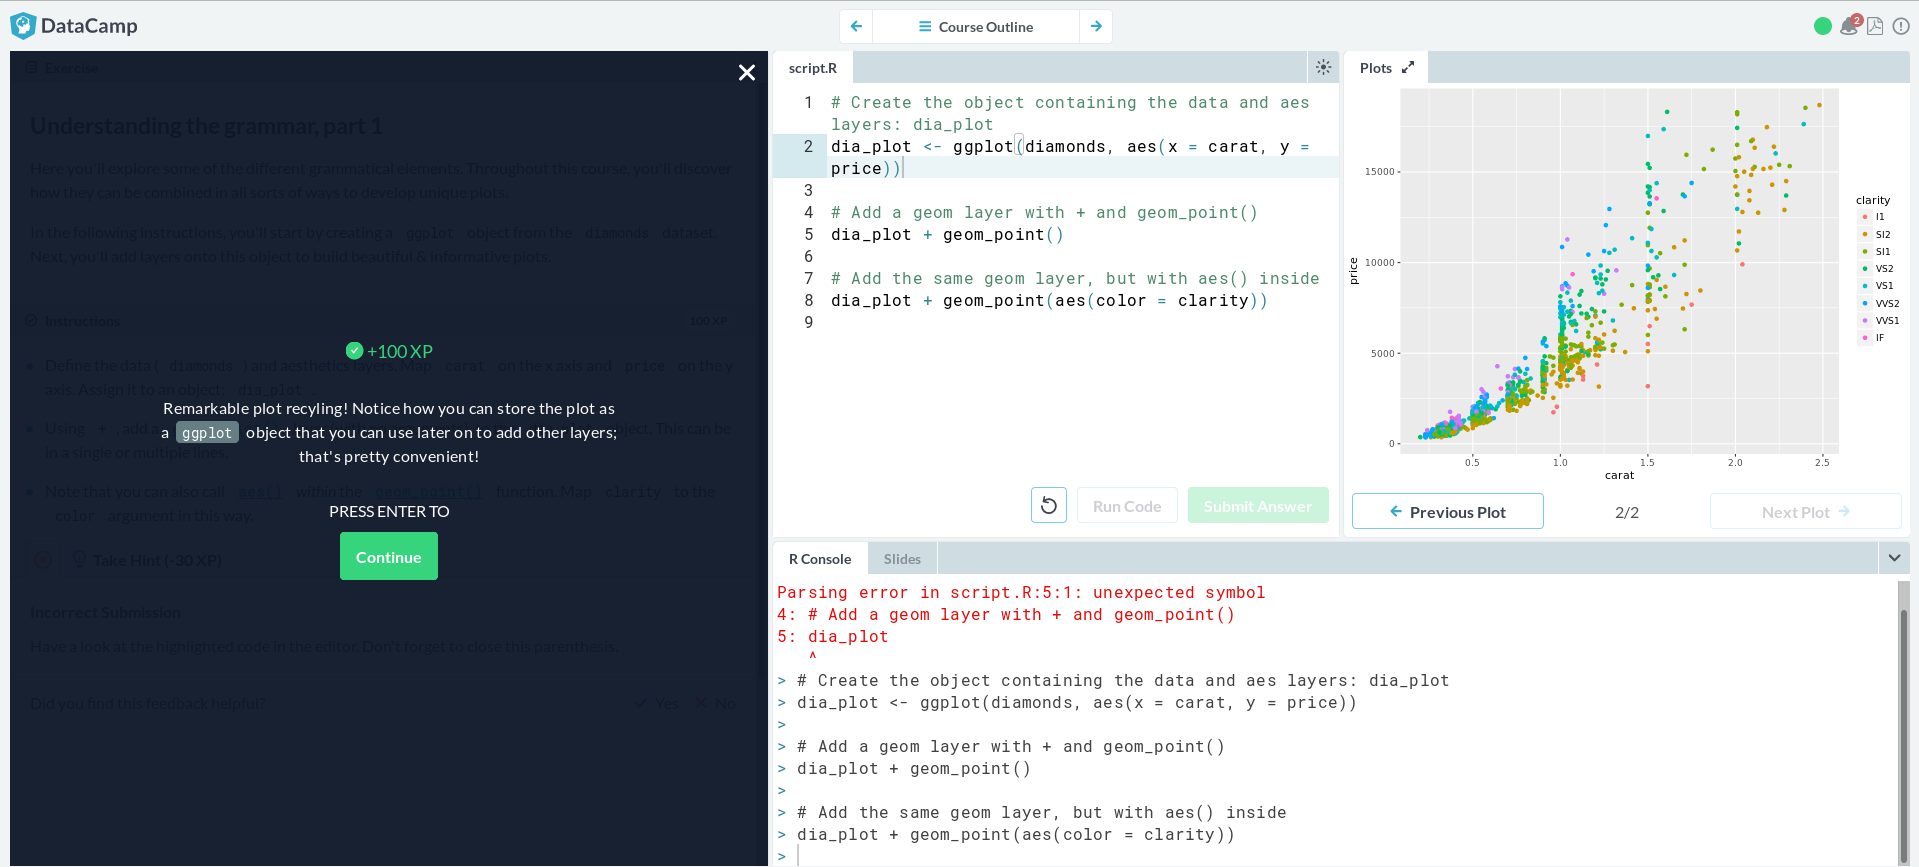 DataCamp
Course Outline
2
Exercise
Understanding the grammar, part 1
Here you'll explore some of the different grammatical elements. Throughout this course, you'll discover
how they can be combined in all sorts of ways to develop unique plots.
In the following instructions, you'll start by creating a ggplot object from the diamonds dataset.
Next, you'll add layers onto this object to build beautiful & informative plots.
Instructions
100 XP
+100 XP
Define the data ( diamonds ) and aesthetics layers. Map carat on the x axis and price on the y
axis. Assign it to an object: dia_plot .
Remarkable plot recyling! Notice how you can store the plot as
a ggplot object that you can use later on to add other layers;
that's pretty convenient!
Using + , add a object. This can be
in a single or multiple lines.
Note that you can also call aes() within the geom_point() function. Map clarity to the
color argument in this way.
PRESS ENTER TO
Continue
Take Hint (-30 XP)
Incorrect Submission
Have a look at the highlighted code in the editor. Don't forget to close this parenthesis.
Did you find this feedback helpful?
Yes
No
script.R
1 # Create the object containing the data and aes
layers: dia_plot
2 dia_plot <- ggplot(diamonds, aes(x = carat, y =
price))
3
4 # Add a geom layer with + and geom_point()
5 dia_plot + geom_point()
6
7 # Add the same geom layer, but with aes() inside
8 dia_plot + geom_point(aes(color = clarity))
9
Run Code
Submit Answer
Plots
15000
10000
5000
0
price
0.5 1.0 1.5 2.0 2.5
carat
clarity
I1
SI2
SI1
VS2
VS1
VVS2
VVS1
IF
Previous Plot
2/2
Next Plot
R Console
Slides
Parsing error in script.R:5:1: unexpected symbol
4: # Add a geom layer with + and geom_point()
5: dia_plot
^
> # Create the object containing the data and aes layers: dia_plot
> dia_plot <- ggplot(diamonds, aes(x = carat, y = price))
>
> # Add a geom layer with + and geom_point()
> dia_plot + geom_point()
>
> # Add the same geom layer, but with aes() inside
> dia_plot + geom_point(aes(color = clarity))
>